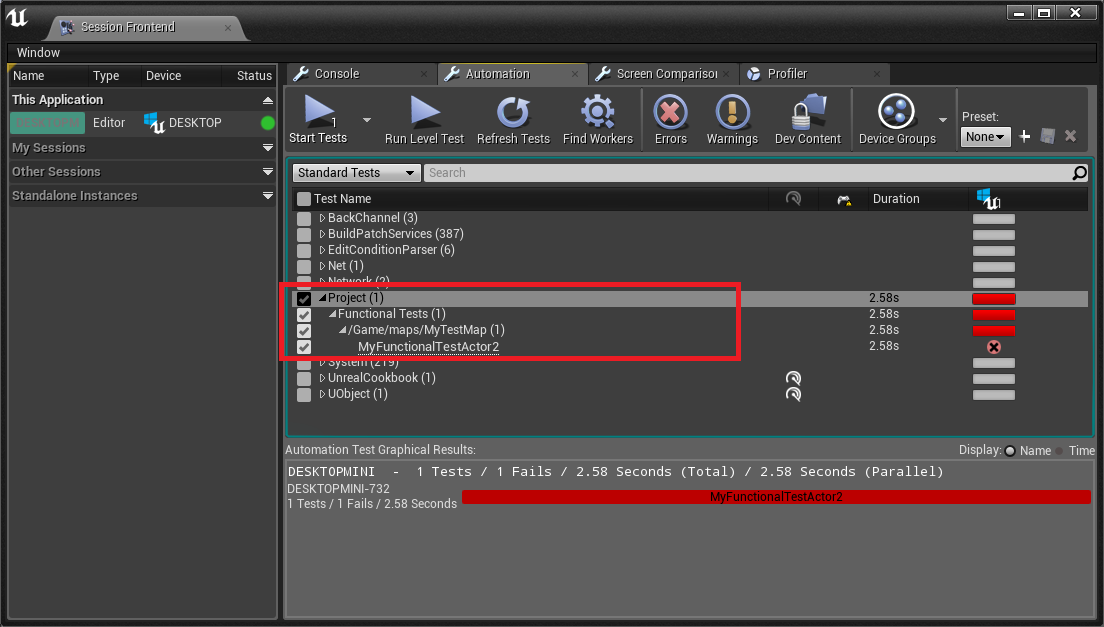 Session Frontend
Window
Name Type Device Status
This Application
Editor DESKTOP
My Sessions
Other Sessions
Standalone Instances
Console Automation Screen Comparison Profiler
1
Start Tests Run Level Test Refresh Tests Find Workers Errors Warnings Dev Content Device Groups
Preset:
None
Standard Tests Search
Test Name Duration
BackChannel (3)
BuildPatchServices (387)
EditConditionParser (6)
Net (1)
Network (2)
Project (1) 2.58s
Functional Tests (1) 2.58s
/Game/maps/MyTestMap (1) 2.58s
MyFunctionalTestActor2 2.58s
System (219)
UnrealCookbook (1)
UObject (1)
Automation Test Graphical Results: Display: Name Time
DESKTOPMINI - 1 Tests / 1 Fails / 2.58 Seconds (Total) / 2.58 Seconds (Parallel)
DESKTOPMINI-732
1 Tests / 1 Fails / 2.58 Seconds
MyFunctionalTestActor2